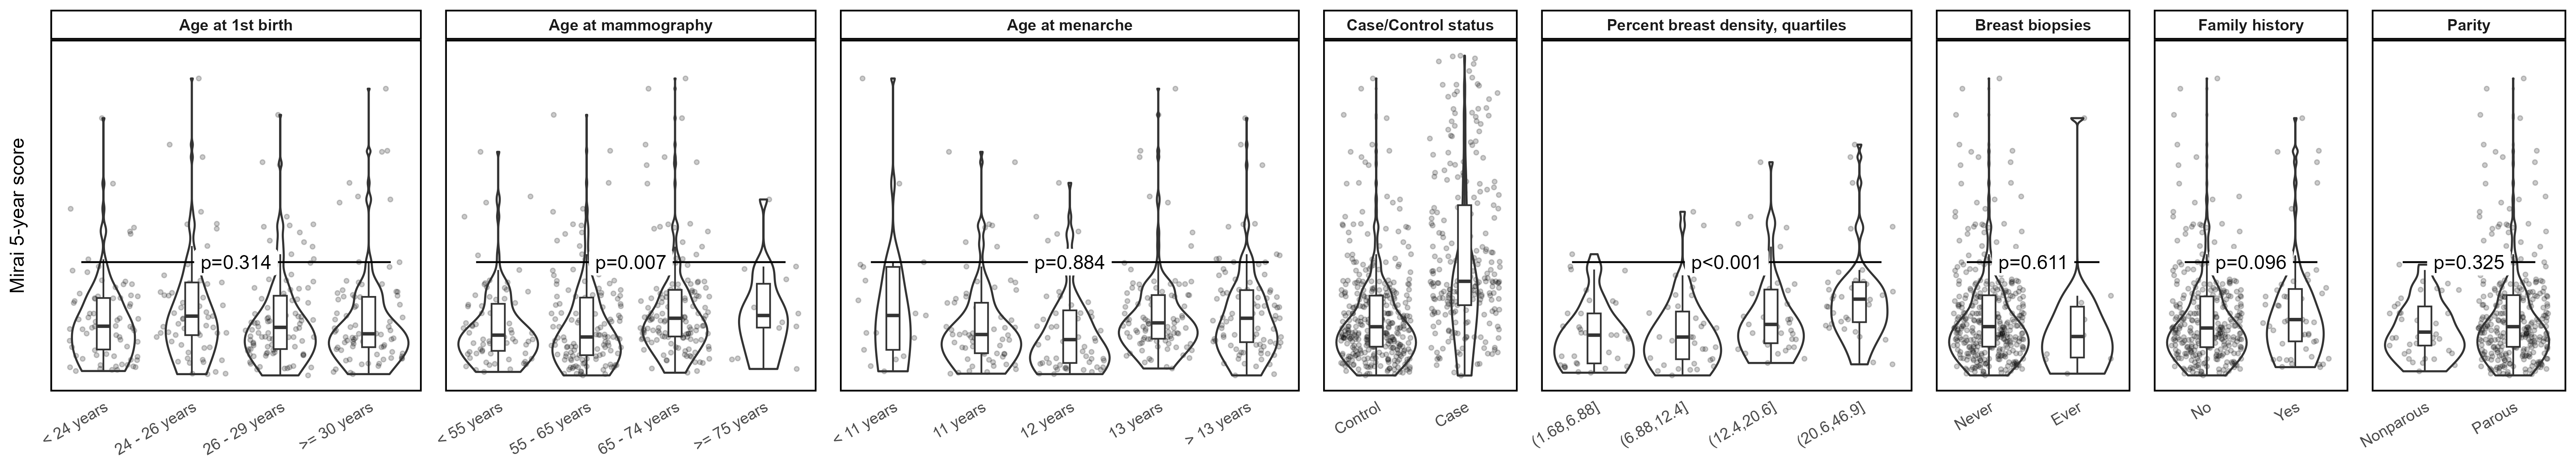 Age at 1st birth
Age at mammography
Age at menarche
Case/Control status
Percent breast density, quartiles
Breast biopsies
Family history
Parity
Mirai 5-year score
p=0.314
p=0.007
p=0.884
p<0.001
p=0.611
p=0.096
p=0.325
< 24 years
24 - 26 years
26 - 29 years
>= 30 years
< 55 years
55 - 65 years
65 - 74 years
>= 75 years
< 11 years
11 years
12 years
13 years
> 13 years
Control
Case
(1.68,6.88]
(6.88,12.4]
(12.4,20.6]
(20.6,46.9]
Never
Ever
No
Yes
Nonparous
Parous